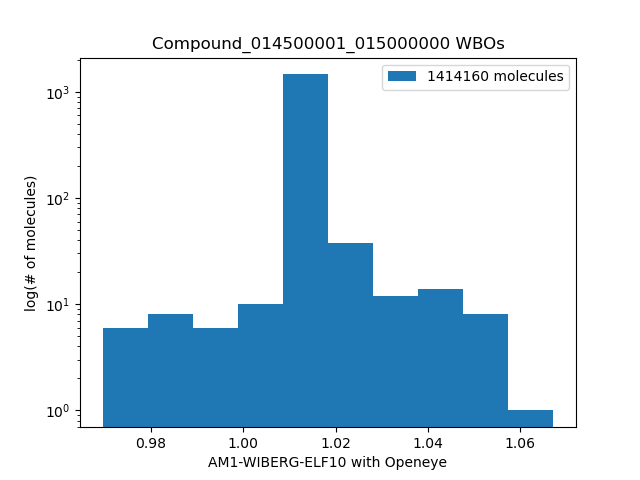 Compound_014500001_015000000 WBOs
1414160 molecules
log(# of molecules)
10³
10²
10¹
10⁰
0.98 1.00 1.02 1.04 1.06
AM1-WIBERG-ELF10 with Openeye